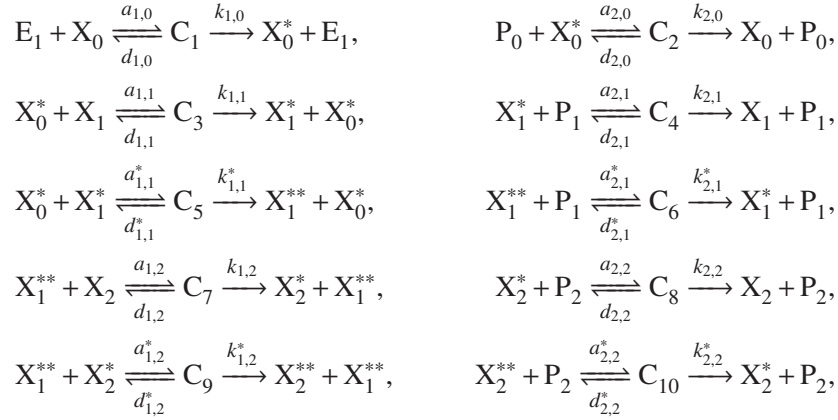 E₁ + X₀ ⇌ a₁,₀ d₁,₀ C₁ → k₁,₀ X₀* + E₁, P₀ + X₀* ⇌ a₂,₀ d₂,₀ C₂ → k₂,₀ X₀ + P₀,
X₀* + X₁ ⇌ a₁,₁ d₁,₁ C₃ → k₁,₁ X₁* + X₀*, X₁* + P₁ ⇌ a₂,₁ d₂,₁ C₄ → k₂,₁ X₁ + P₁,
X₀* + X₁* ⇌ a*₁,₁ d*₁,₁ C₅ → k*₁,₁ X₁** + X₀*, X₁** + P₁ ⇌ a*₂,₁ d*₂,₁ C₆ → k*₂,₁ X₁* + P₁,
X₁** + X₂ ⇌ a₁,₂ d₁,₂ C₇ → k₁,₂ X₂* + X₁**, X₂* + P₂ ⇌ a₂,₂ d₂,₂ C₈ → k₂,₂ X₂ + P₂,
X₁** + X₂* ⇌ a*₁,₂ d*₁,₂ C₉ → k*₁,₂ X₂** + X₁**, X₂** + P₂ ⇌ a*₂,₂ d*₂,₂ C₁₀ → k*₂,₂ X₂* + P₂,